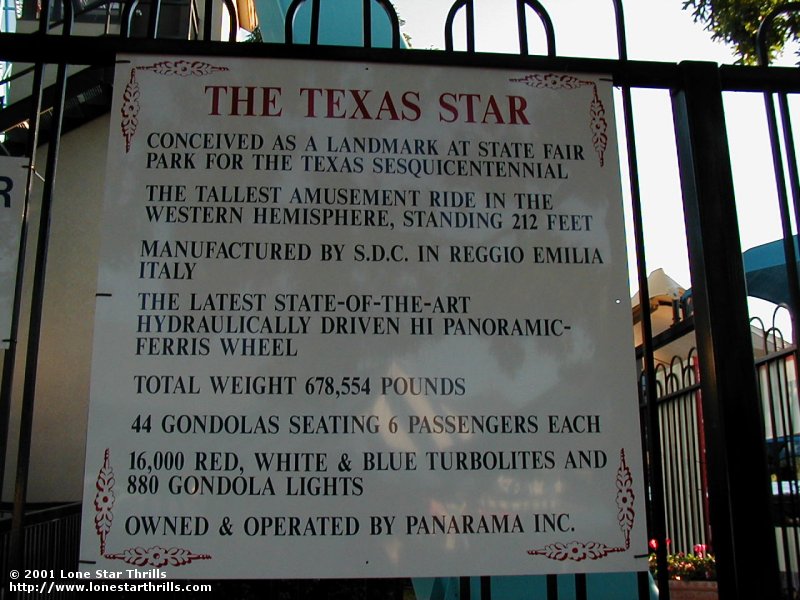 THE TEXAS STAR
CONCEIVED AS A LANDMARK AT STATE FAIR
PARK FOR THE TEXAS SESQUICENTENNIAL
THE TALLEST AMUSEMENT RIDE IN THE
WESTERN HEMISPHERE, STANDING 212 FEET
MANUFACTURED BY S.D.C. IN REGGIO EMILIA
ITALY
THE LATEST STATE-OF-THE-ART
HYDRAULICALLY DRIVEN HI PANORAMIC-
FERRIS WHEEL
TOTAL WEIGHT 678,554 POUNDS
44 GONDOLAS SEATING 6 PASSENGERS EACH
16,000 RED, WHITE & BLUE TURBOLITES AND
880 GONDOLA LIGHTS
OWNED & OPERATED BY PANARAMA INC.
R
© 2001 Lone Star Thrills
http://www.lonestarthrills.com